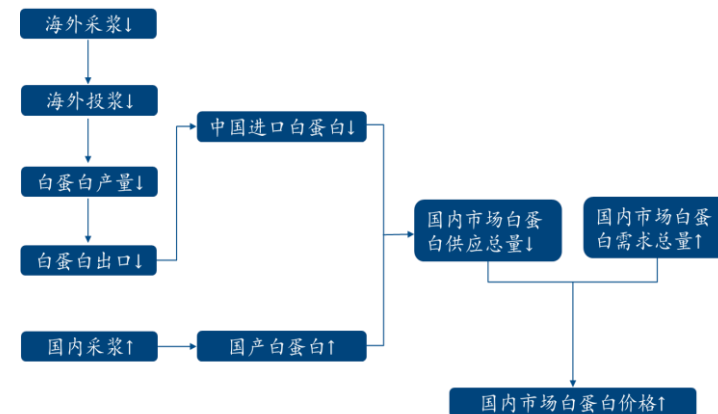 海外采浆↓
海外投浆↓
中国进口白蛋白↓
白蛋白产量↓
国内市场白蛋
白供应总量↓
国内市场白蛋
白需求总量↑
白蛋白出口↓
国内采浆↑
国产白蛋白↑
国内市场白蛋白价格↑